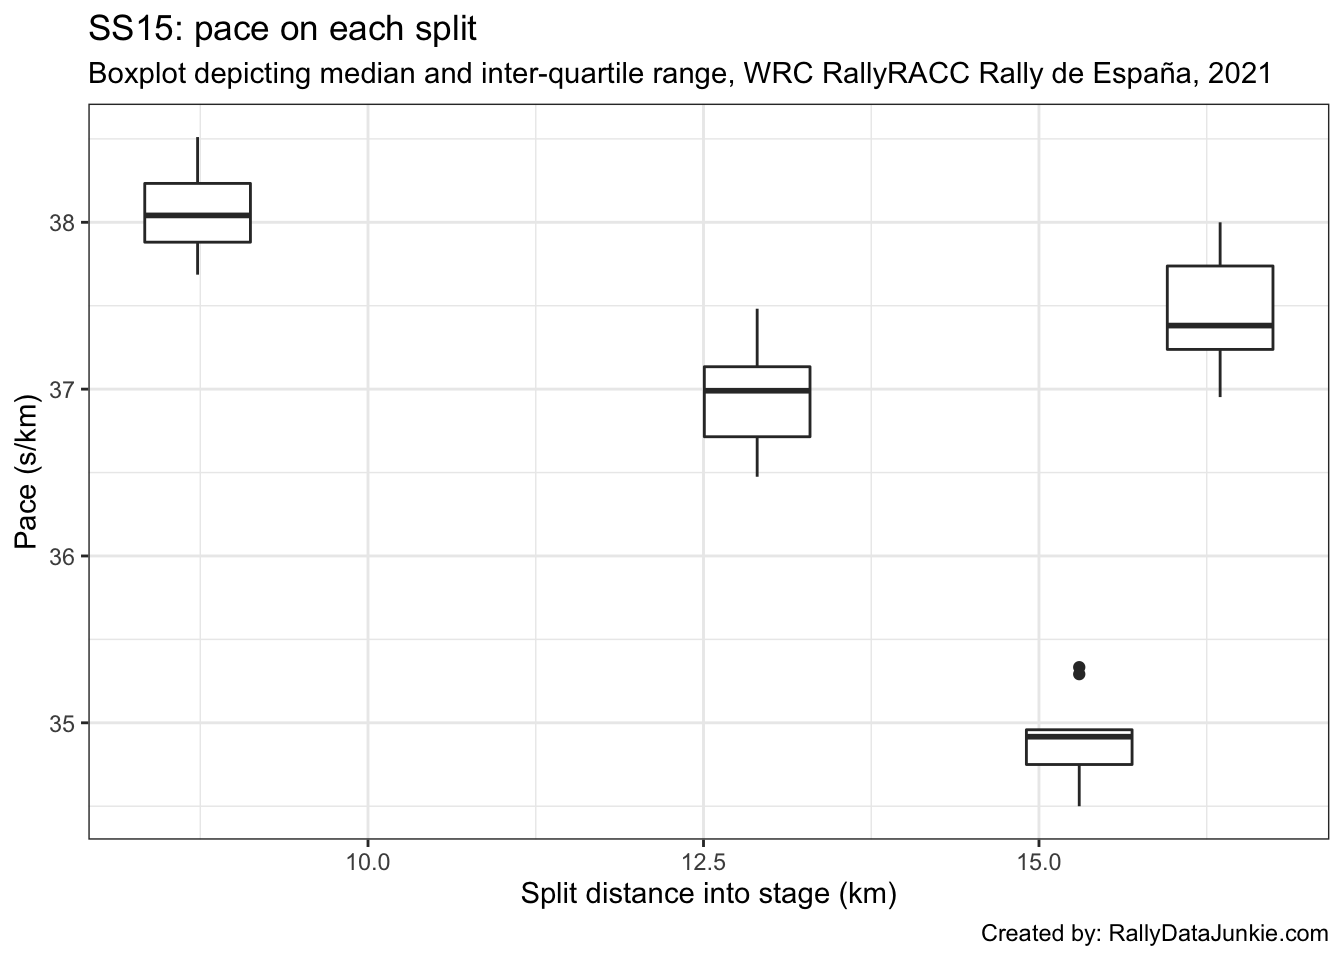 SS15: pace on each split
Boxplot depicting median and inter-quartile range, WRC RallyRACC Rally de España, 2021
38
37
36
35
Pace (s/km)
10.0
12.5
15.0
Split distance into stage (km)
Created by: RallyDataJunkie.com